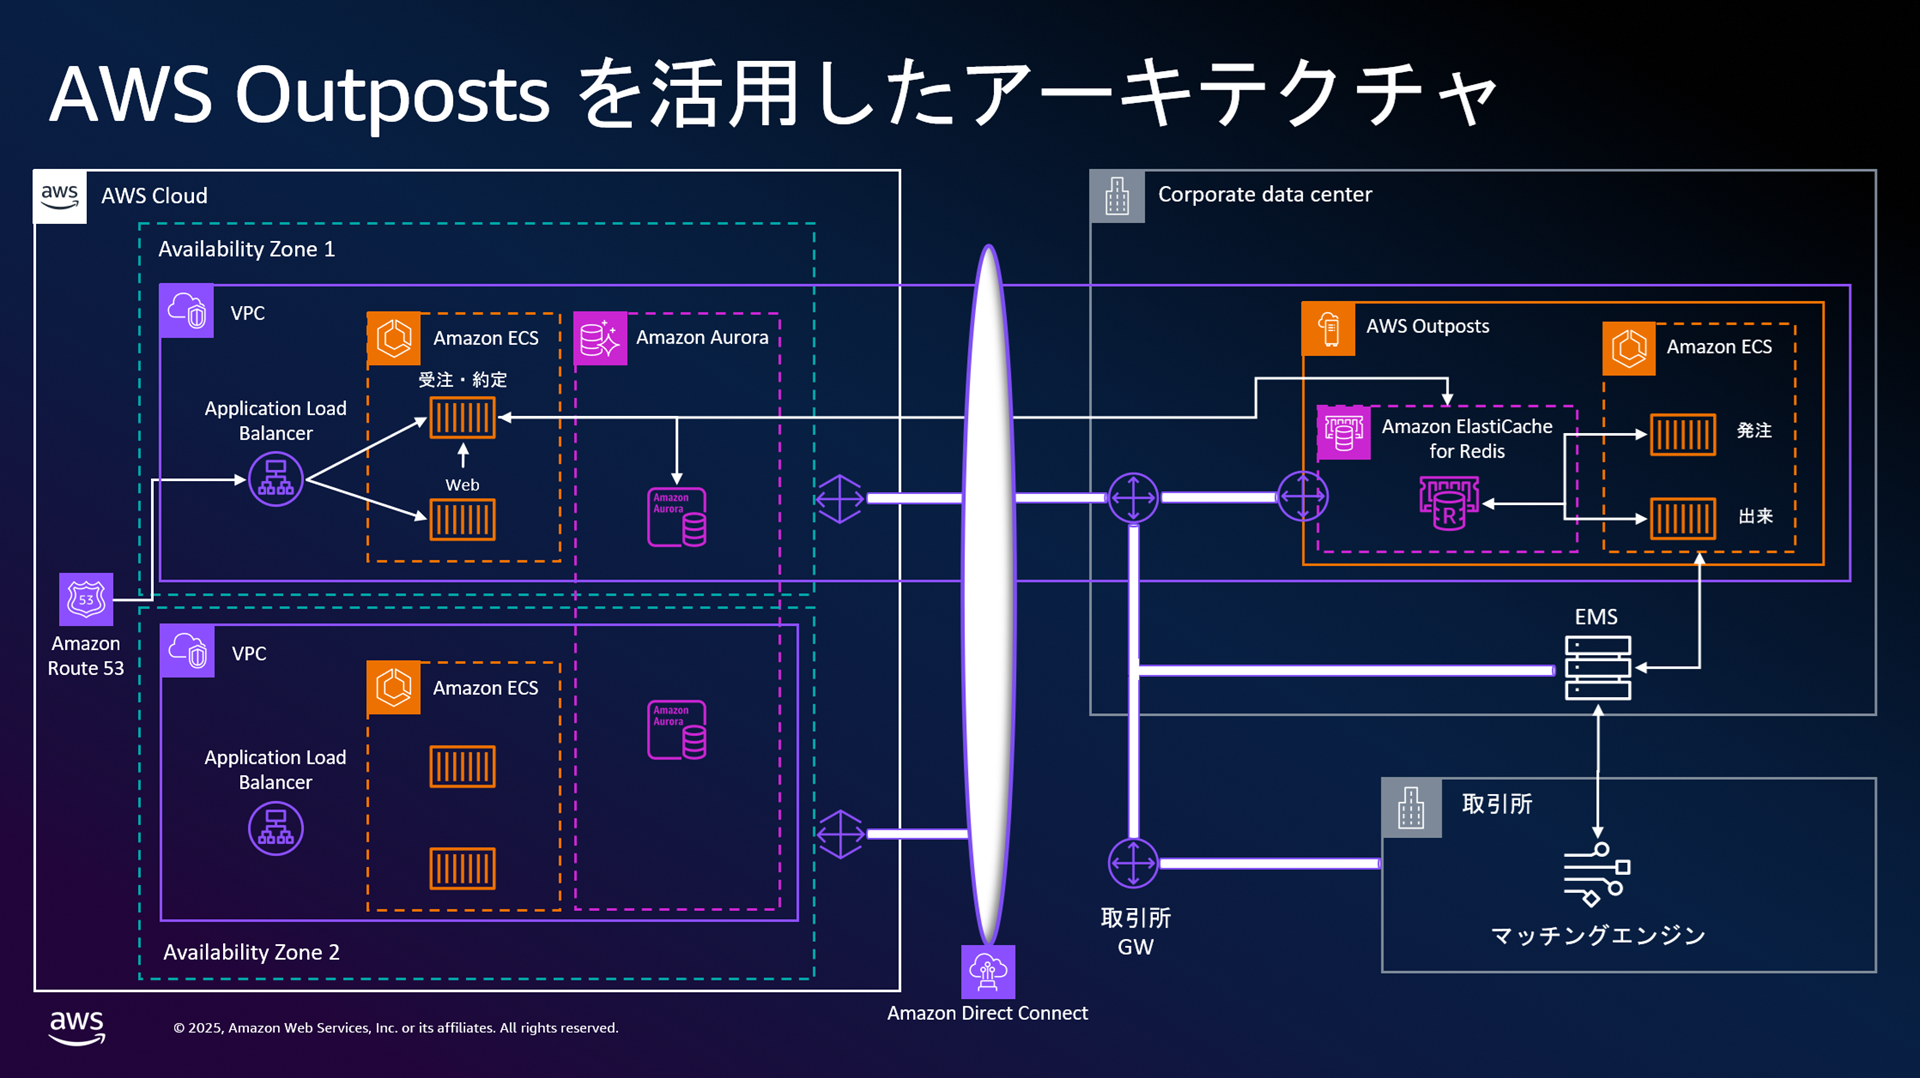 AWS Outposts を活用したアーキテクチャ
aws
AWS Cloud
Availability Zone 1
VPC
Amazon ECS
受注・約定
Web
Application Load
Balancer
Amazon Aurora
Amazon
Aurora
53
Amazon
Route 53
VPC
Amazon ECS
Application Load
Balancer
Amazon
Aurora
Availability Zone 2
Amazon Direct Connect
Corporate data center
AWS Outposts
Amazon ECS
Amazon ElastiCache
for Redis
R
発注
出来
EMS
取引所
GW
取引所
マッチングエンジン
aws
© 2025, Amazon Web Services, Inc. or its affiliates. All rights reserved.